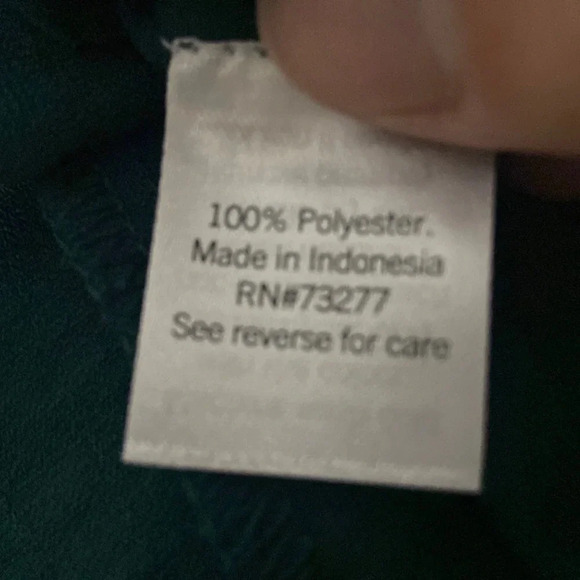 100% Polyester.
Made in Indonesia
RN#73277
See reverse for care